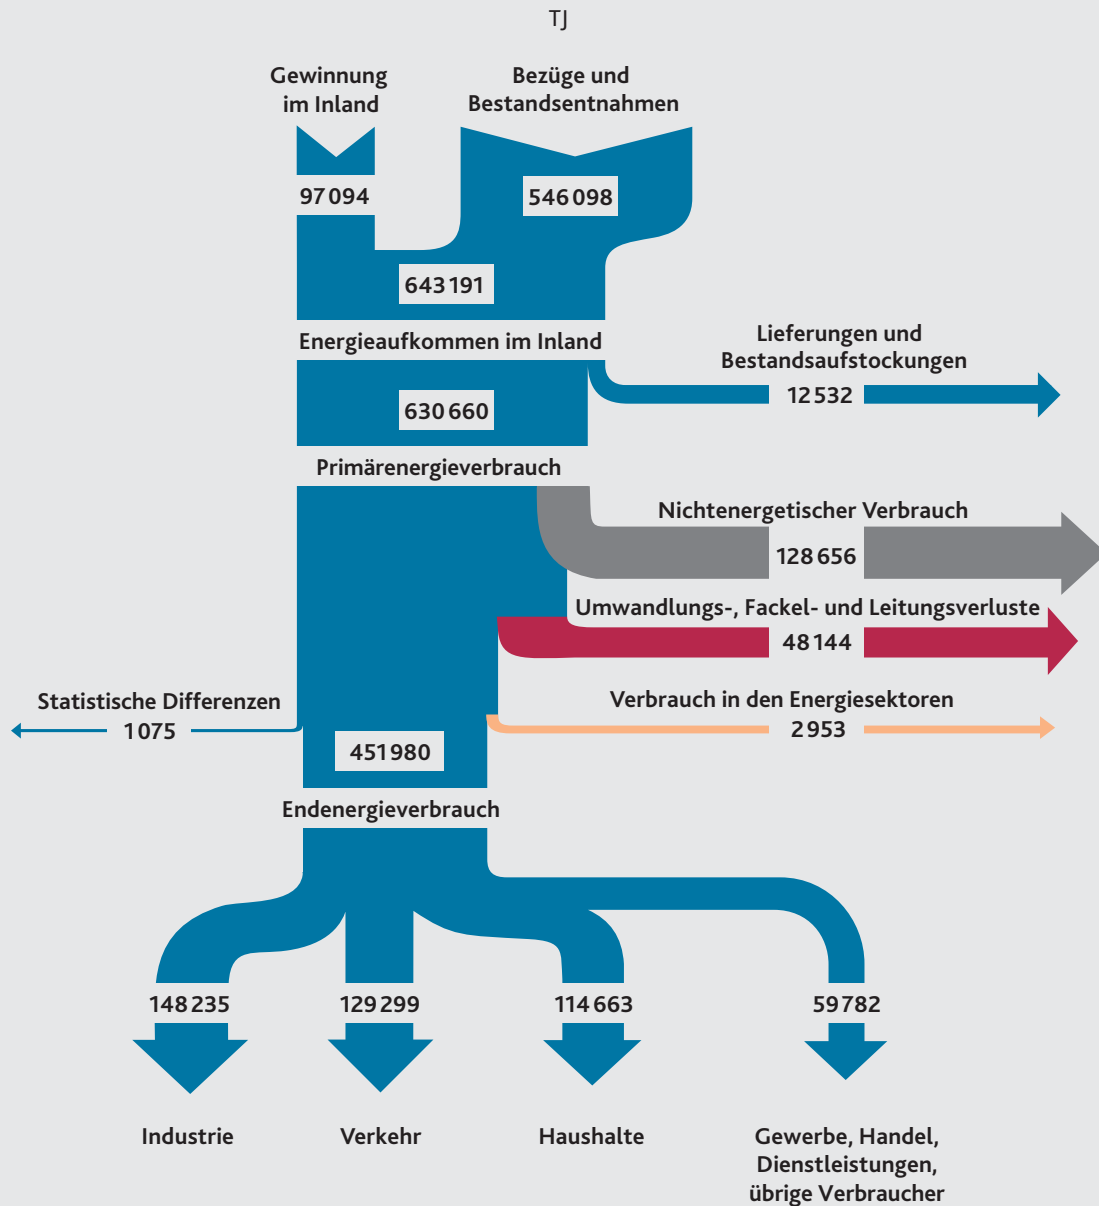 TJ
Gewinnung
im Inland
Bezüge und
Bestandsentnahmen
97 094
546 098
643 191
Energieaufkommen im Inland
Lieferungen und
Bestandsaufstockungen
12 532
630 660
Primärenergieverbrauch
Nichtenergetischer Verbrauch
128 656
Umwandlungs-, Fackel- und Leitungsverluste
48 144
Statistische Differenzen
1 075
Verbrauch in den Energiesektoren
2 953
451 980
Endenergieverbrauch
148 235
129 299
114 663
59 782
Industrie
Verkehr
Haushalte
Gewerbe, Handel,
Dienstleistungen,
übrige Verbraucher